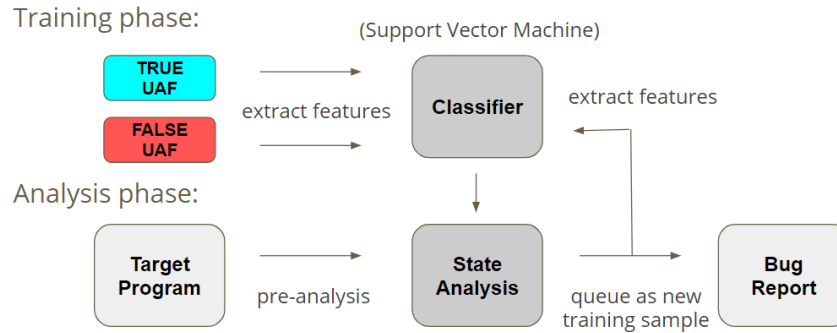 Training phase:
(Support Vector Machine)
TRUE
UAF
extract features
Classifier
extract features
FALSE
UAF
Analysis phase:
Target
Program
pre-analysis
State
Analysis
queue as new
training sample
Bug
Report